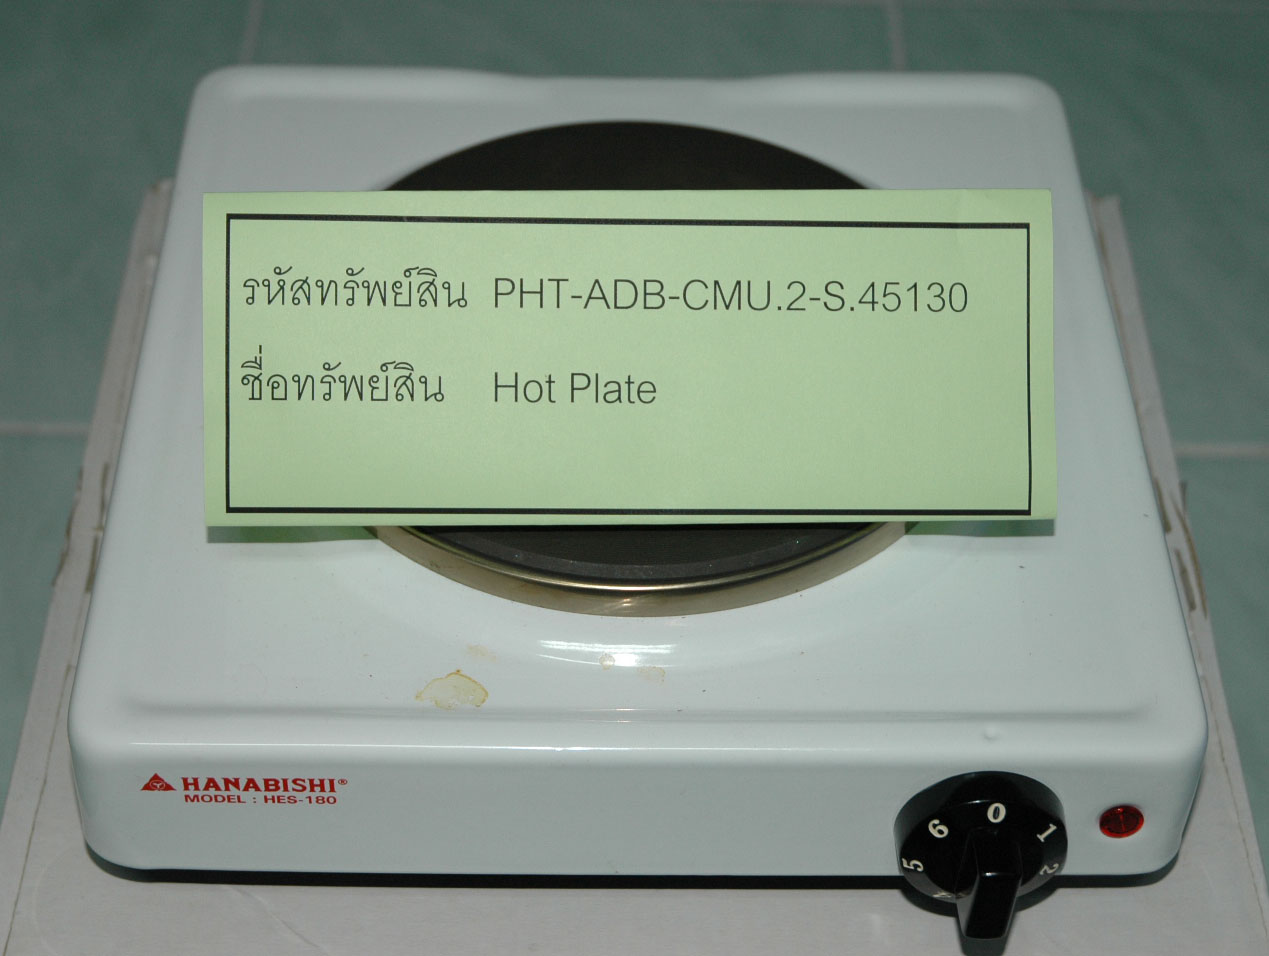 รหัสทรัพย์สิน PHT-ADB-CMU.2-S.45130
ชื่อทรัพย์สิน Hot Plate
HANABISHI®
MODEL : HES-180
0
1
2
5
6